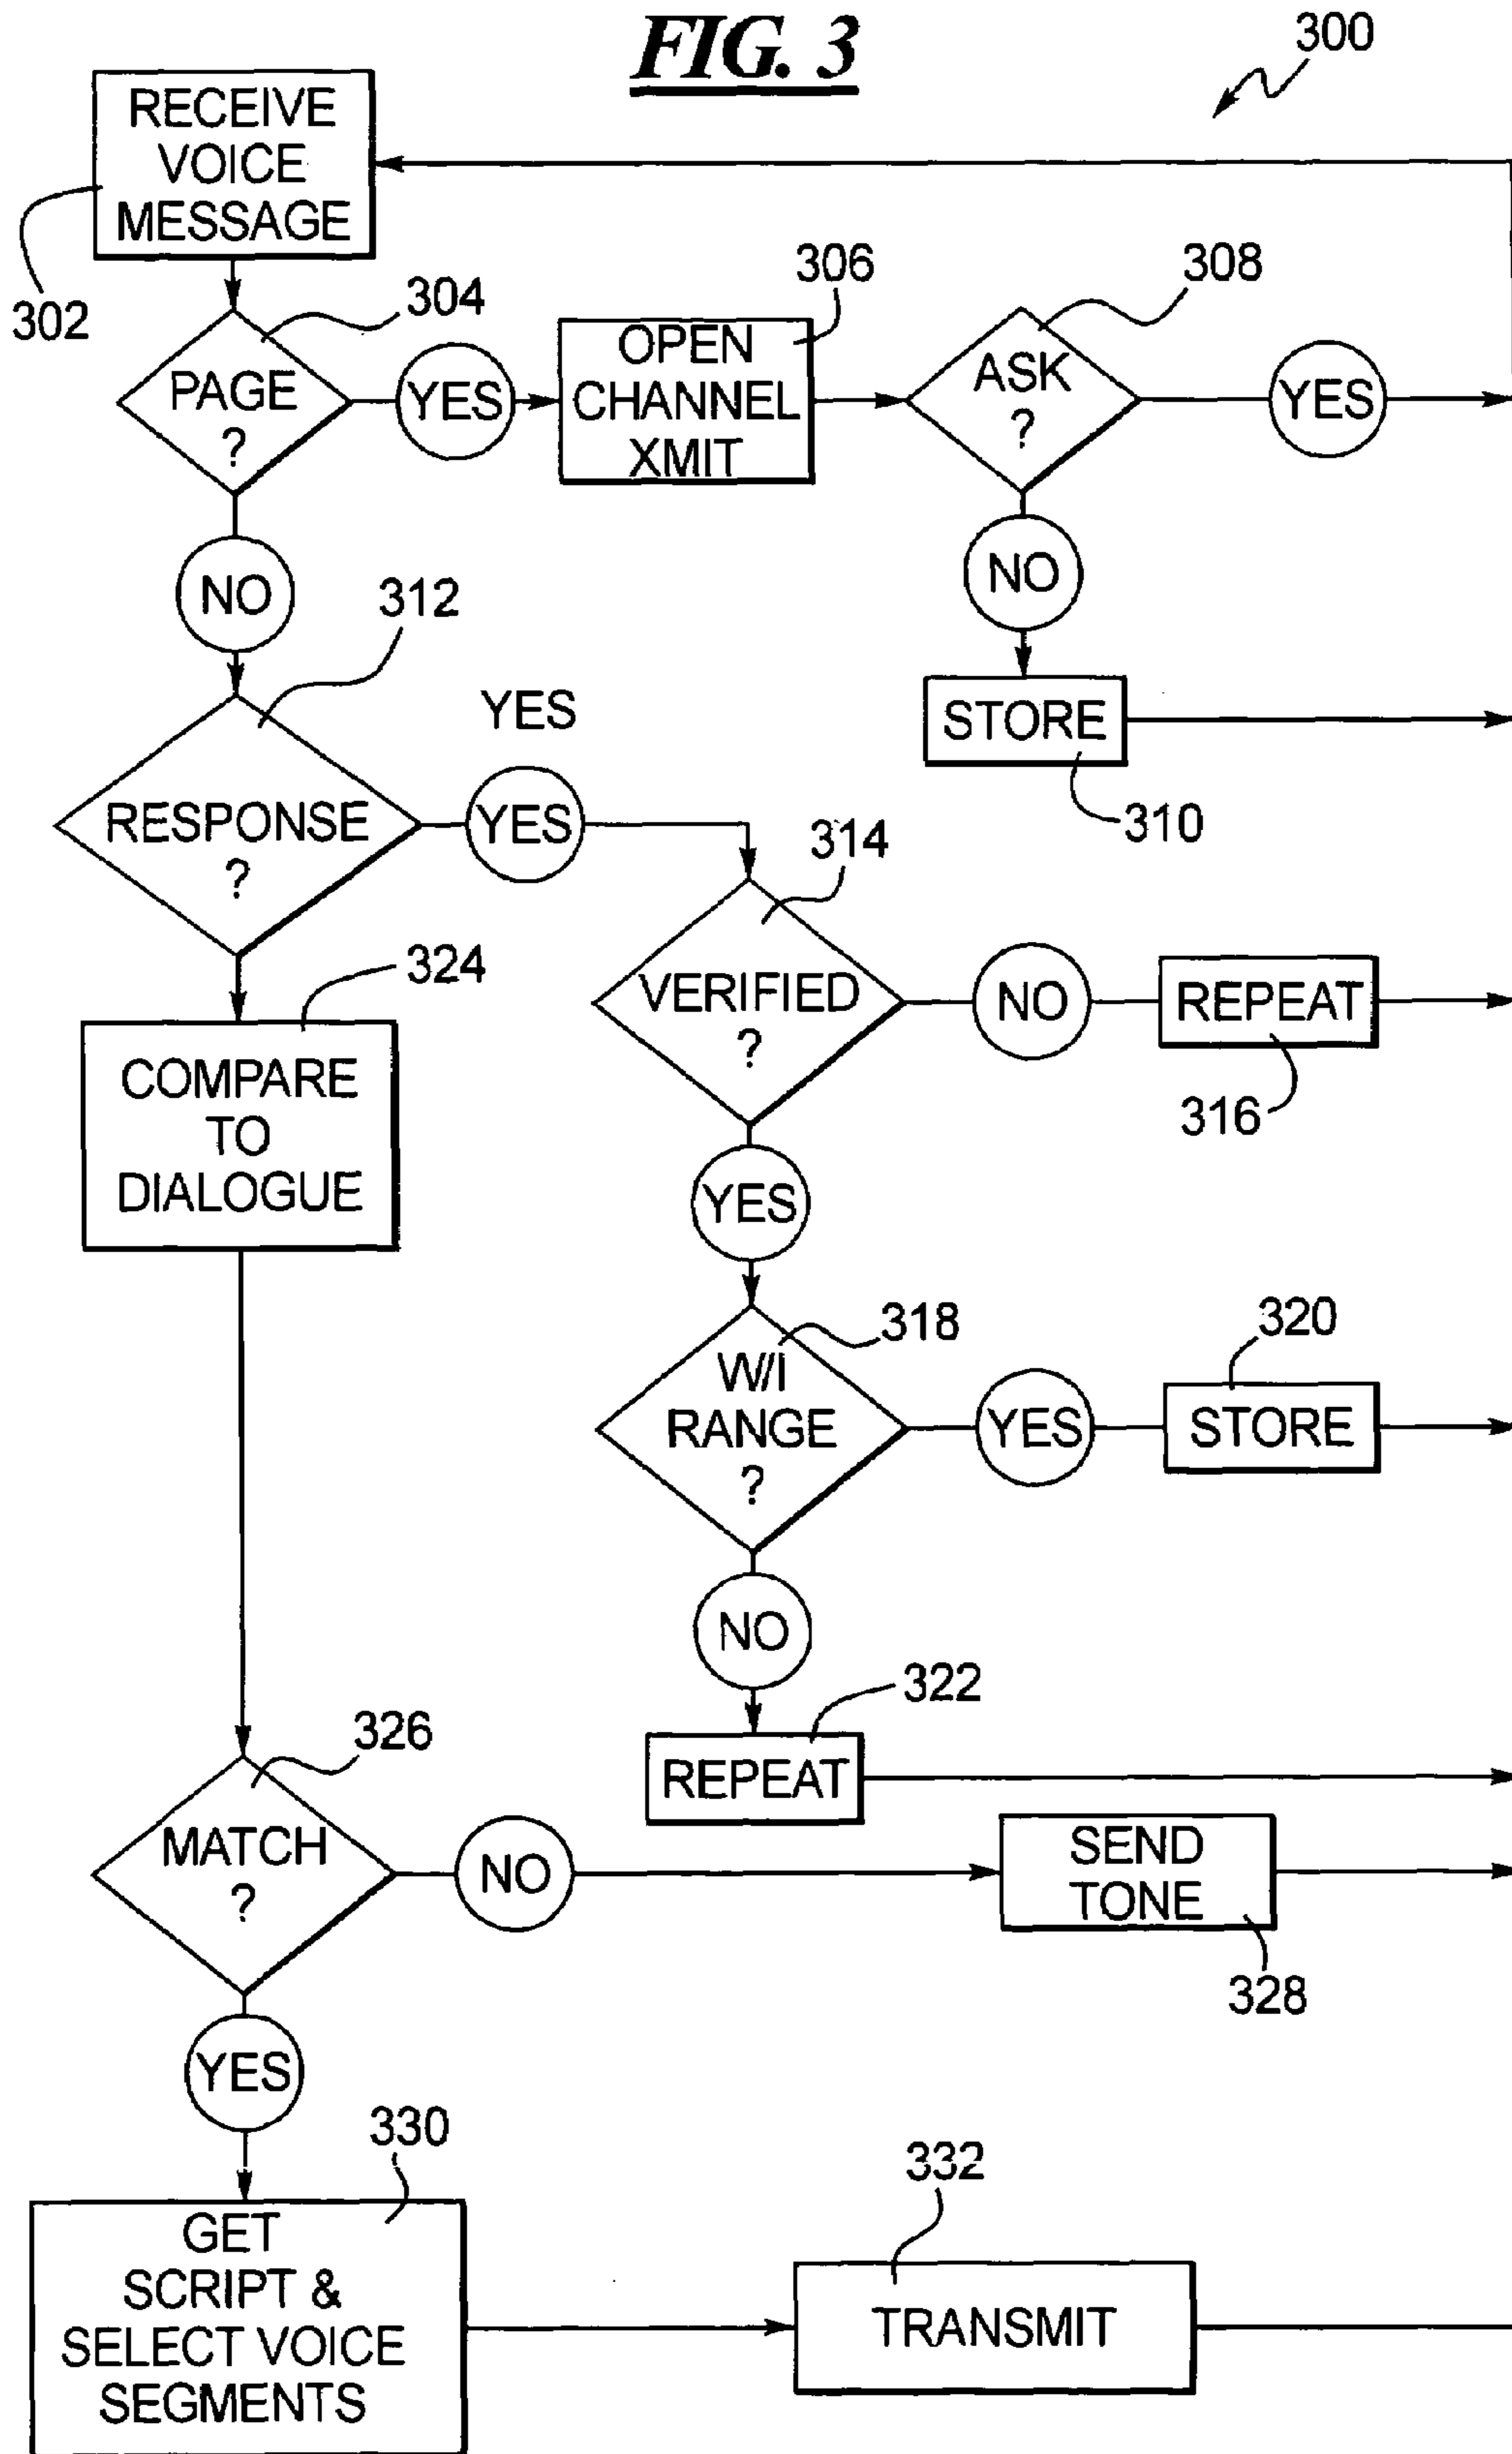 FIG. 3
300
RECEIVE
VOICE
MESSAGE
302
304
306
308
PAGE
?
YES
OPEN
CHANNEL
XMIT
ASK
?
YES
NO
NO
312
YES
STORE
310
RESPONSE
?
YES
314
324
VERIFIED
?
NO
REPEAT
316
COMPARE
TO
DIALOGUE
YES
318
320
W/I
RANGE
?
YES
STORE
NO
322
326
REPEAT
MATCH
?
NO
SEND
TONE
328
YES
330
332
GET
SCRIPT &
SELECT VOICE
SEGMENTS
TRANSMIT